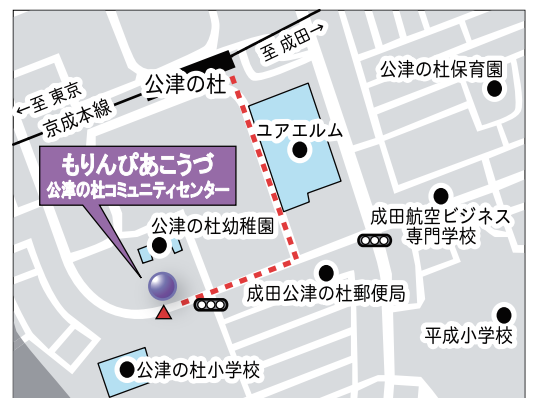 至 成田→
公津の杜
公津の杜保育園
←至 東京
京成本線
ユアエルム
もりんぴあこうづ
公津の杜コミュニティセンター
公津の杜幼稚園
成田航空ビジネス
専門学校
成田公津の杜郵便局
平成小学校
公津の杜小学校